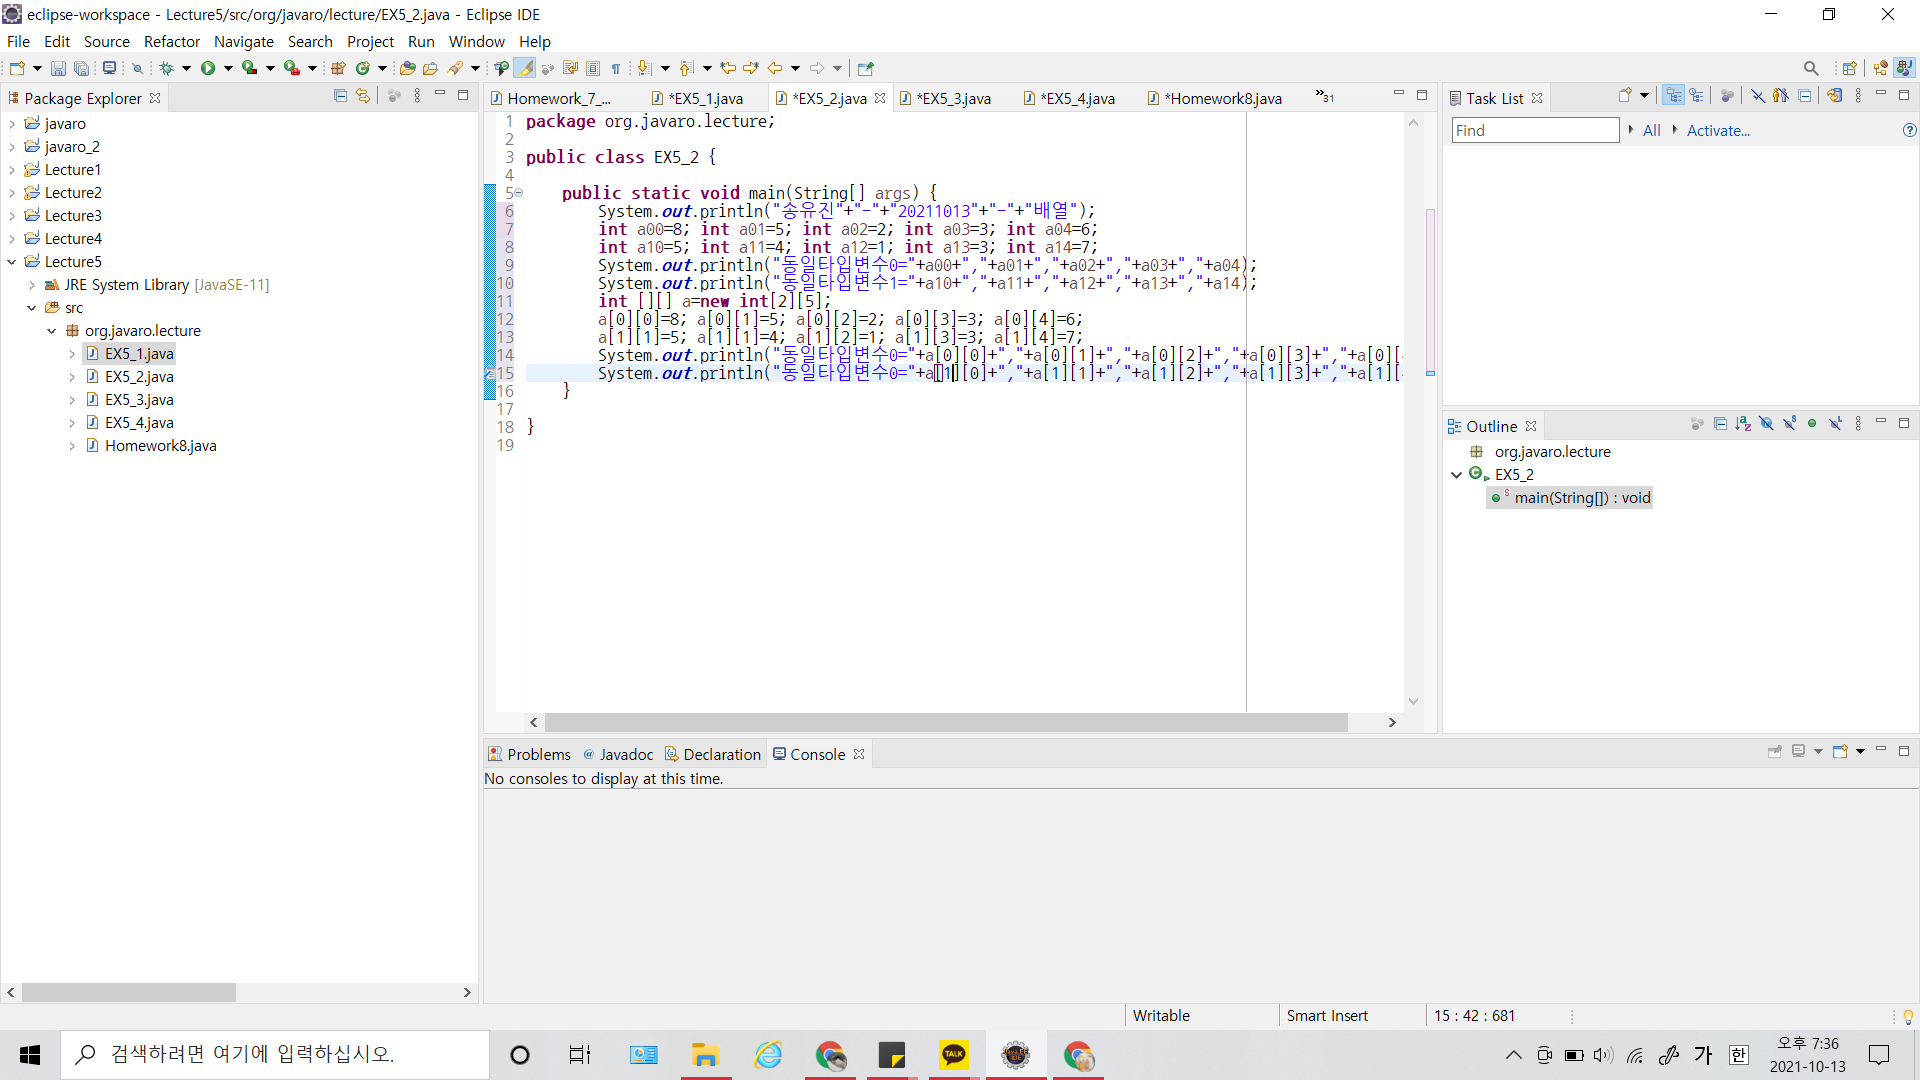 eclipse-workspace - Lecture5/src/org/javaro/lecture/EX5_2.java - Eclipse IDE
File Edit Source Refactor Navigate Search Project Run Window Help
Package Explorer
javaro
javaro_2
Lecture1
Lecture2
Lecture3
Lecture4
Lecture5
JRE System Library [JavaSE-11]
src
org.javaro.lecture
EX5_1.java
EX5_2.java
EX5_3.java
EX5_4.java
Homework8.java
Homework_7_... *EX5_1.java *EX5_2.java *EX5_3.java *EX5_4.java *Homework8.java »31
1 package org.javaro.lecture;
2
3 public class EX5_2 {
4
5 public static void main(String[] args) {
6 System.out.println("송유진"+"-"+"20211013"+"-"+"배열");
7 int a00=8; int a01=5; int a02=2; int a03=3; int a04=6;
8 int a10=5; int a11=4; int a12=1; int a13=3; int a14=7;
9 System.out.println("동일타입변수0="+a00+","+a01+","+a02+","+a03+","+a04);
10 System.out.println("동일타입변수1="+a10+","+a11+","+a12+","+a13+","+a14);
11 int [][] a=new int[2][5];
12 a[0][0]=8; a[0][1]=5; a[0][2]=2; a[0][3]=3; a[0][4]=6;
13 a[1][1]=5; a[1][1]=4; a[1][2]=1; a[1][3]=3; a[1][4]=7;
14 System.out.println("동일타입변수0="+a[0][0]+","+a[0][1]+","+a[0][2]+","+a[0][3]+","+a[0][
15 System.out.println("동일타입변수0="+a[1][0]+","+a[1][1]+","+a[1][2]+","+a[1][3]+","+a[1][
16 }
17
18 }
19
Task List
Find All Activate...
Outline
org.javaro.lecture
EX5_2
main(String[]) : void
Problems @ Javadoc Declaration Console
No consoles to display at this time.
Writable Smart Insert 15 : 42 : 681
검색하려면 여기에 입력하십시오.
TALK
Java EE
IDE
가 한
오후 7:36
2021-10-13